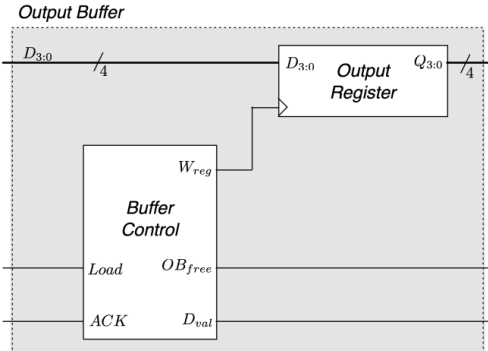 Output Buffer
D3:0
4
D3:0
Output
Register
Q3:0
4
Wreg
Buffer
Control
Load
OBfree
ACK
Dval